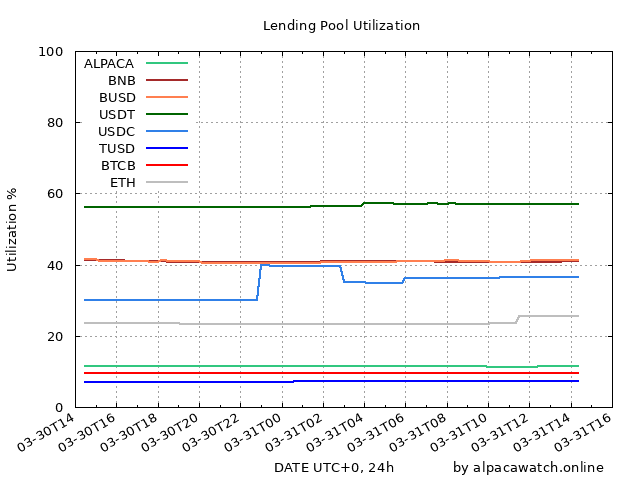 Lending Pool Utilization
Utilization %
100
80
60
40
20
0
ALPACA
BNB
BUSD
USDT
USDC
TUSD
BTCB
ETH
03-30T14
03-30T16
03-30T18
03-30T20
03-30T22
03-31T00
03-31T02
03-31T04
03-31T06
03-31T08
03-31T10
03-31T12
03-31T14
03-31T16
DATE UTC+0, 24h
by alpacawatch.online